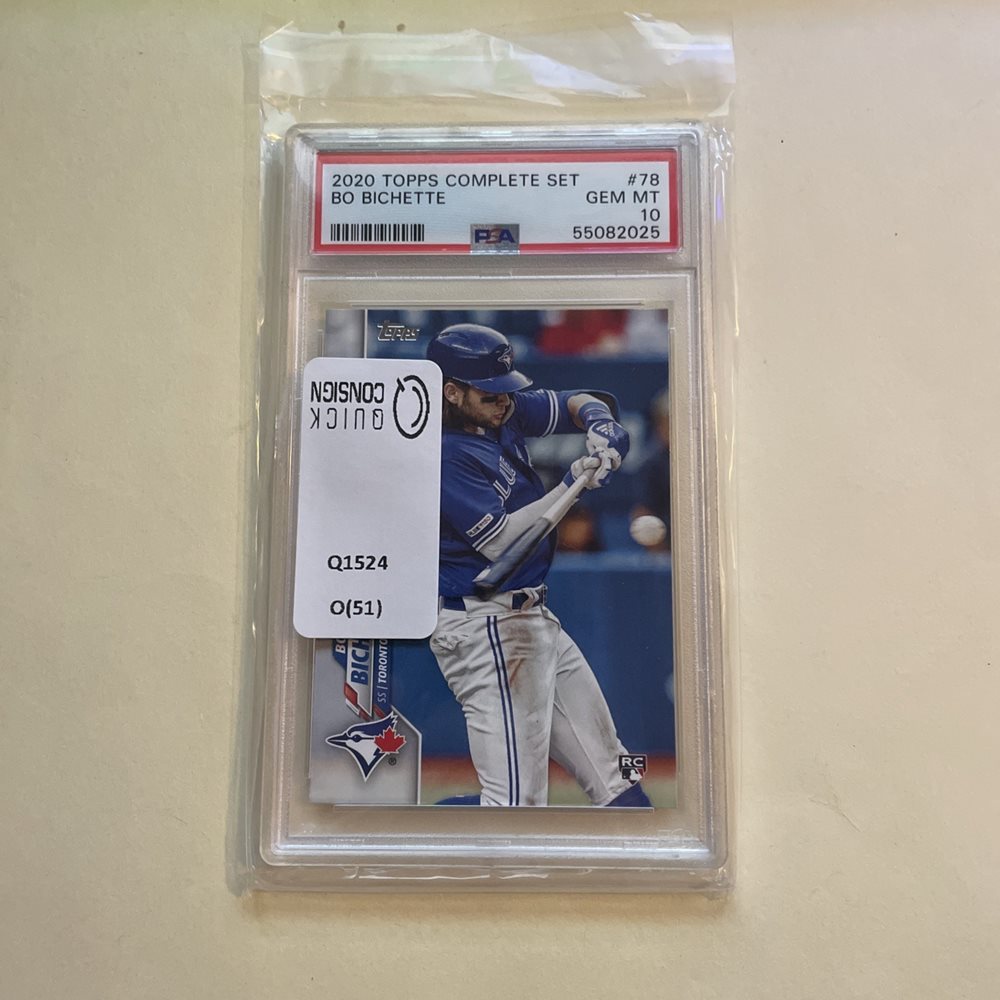 2020 TOPPS COMPLETE SET #78
BO BICHETTE GEM MT
10
PSA 55082025
Topps
QUICK
CONSIGN
Q1524
O(51)
SS | TORONTO
RC